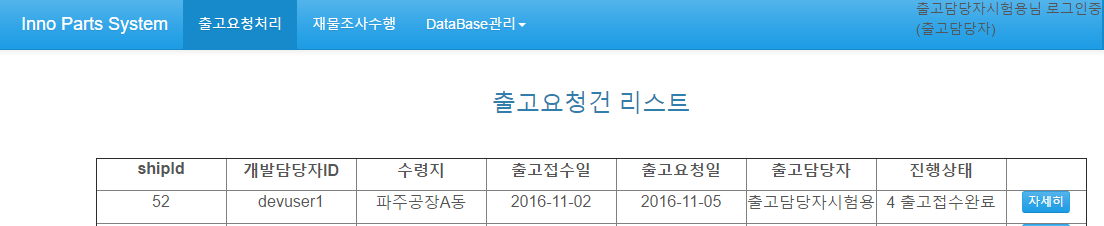 Inno Parts System 출고요청처리 재물조사수행 DataBase관리 출고담당자시험용님 로그인중
(출고담당자)
출고요청건 리스트
shipId 개발담당자ID 수령지 출고접수일 출고요청일 출고담당자 진행상태
52 devuser1 파주공장A동 2016-11-02 2016-11-05 출고담당자시험용 4 출고접수완료 자세히